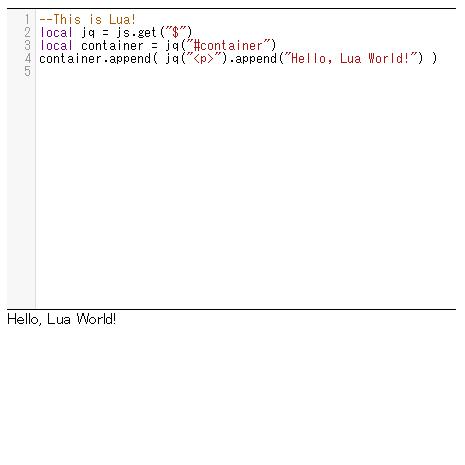 1 --This is Lua!
2 local jq = js.get("$")
3 local container = jq("#container")
4 container.append( jq("<p>").append("Hello, Lua World!") )
5
Hello, Lua World!